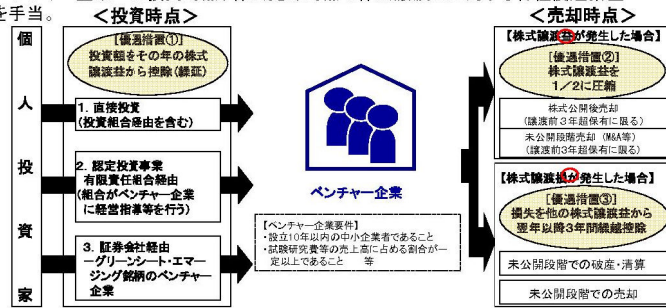 を手当。
＜投資時点＞
＜売却時点＞
個人投資家
［優遇措置①］
投資額をその年の株式
譲渡益から控除(繰延)
1. 直接投資
（投資組合経由を含む）
2. 認定投資事業
有限責任組合経由
(組合がベンチャー企業
に経営指導等を行う）
3. 証券会社経由
－グリーンシート・エマー
ジング銘柄のベンチャー
企業
ベンチャー企業
【ベンチャー企業要件】
・設立10年以内の中小企業者であること
・試験研究費等の売上高に占める割合が一
定以上であること　等
【株式譲渡益が発生した場合】
［優遇措置②］
株式譲渡益を
１／２に圧縮
株式公開後売却
（譲渡前３年超保有に限る）
未公開段階売却（M&A等）
（譲渡前3年超保有に限る）
【株式譲渡損が発生した場合】
［優遇措置③］
損失を他の株式譲渡益から
翌年以降3年間繰越控除
未公開段階での破産・清算
未公開段階での売却